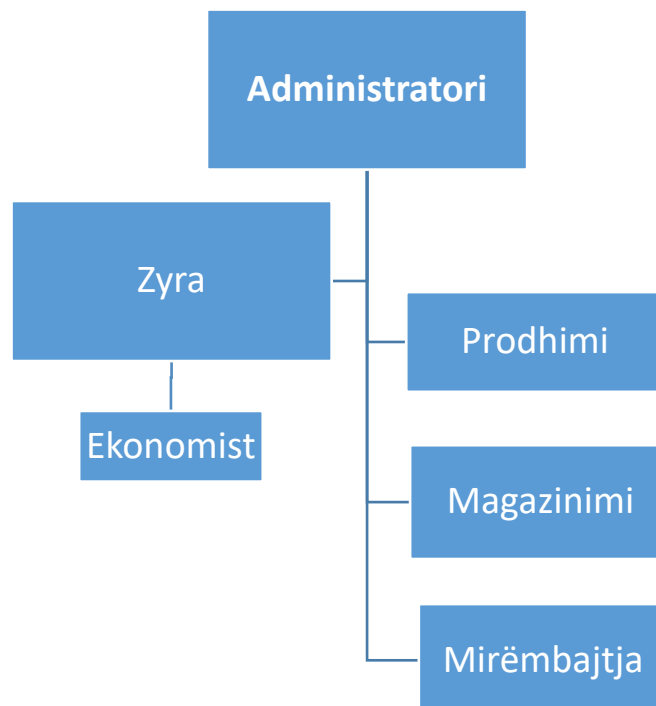 Administratori
Zyra
Ekonomist
Prodhimi
Magazinimi
Mirëmbajtja